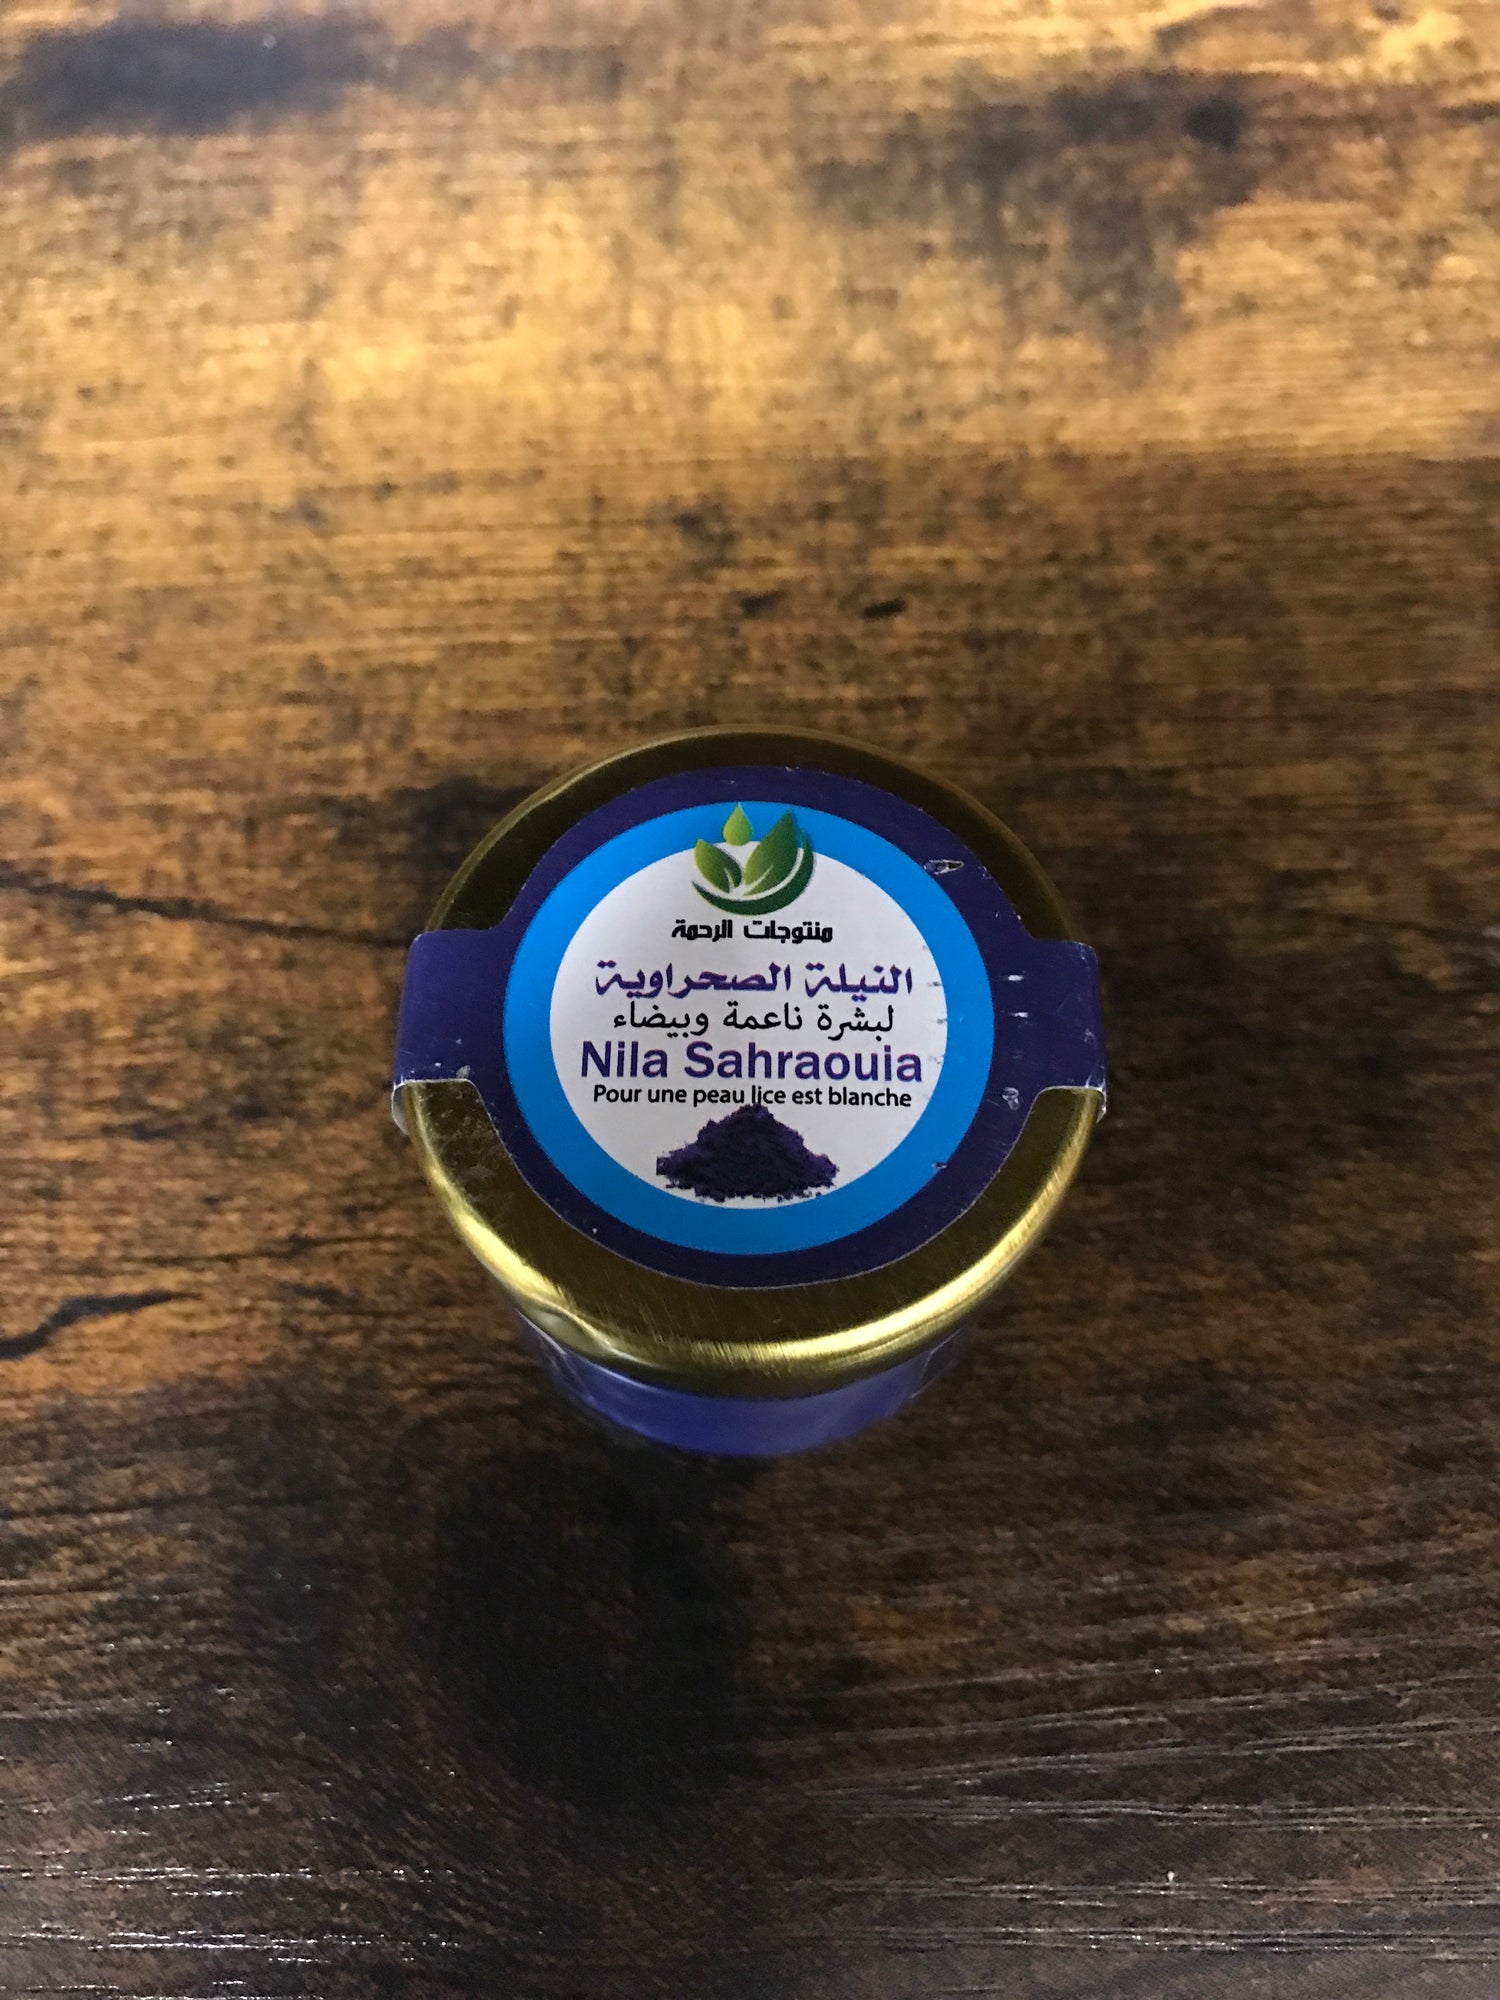 منتوجات الرحمة
النيلة الصحراوية
لبشرة ناعمة وبيضاء
Nila Sahraouia
Pour une peau lice est blanche